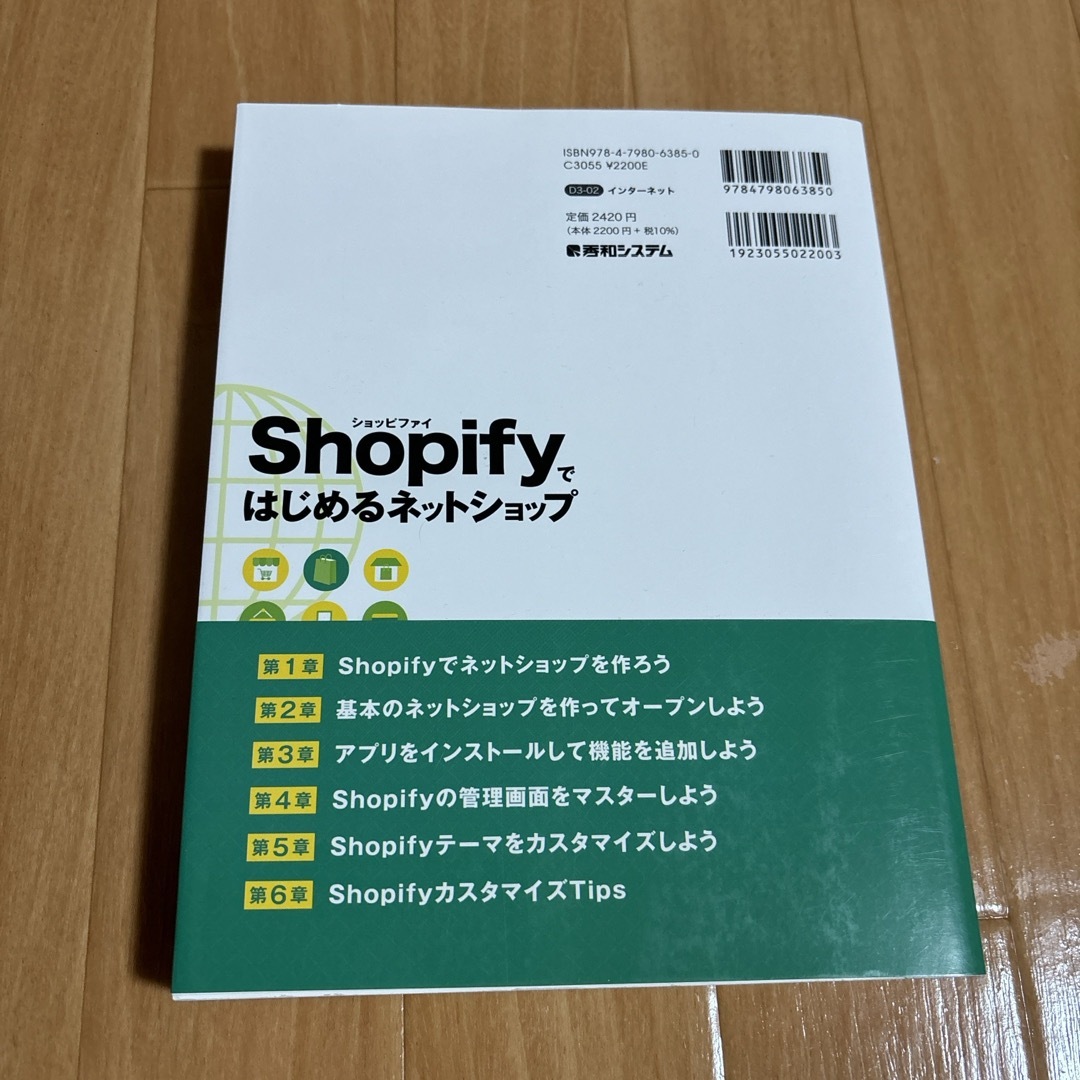 ISBN978-4-7980-6385-0
C3055 ¥2200E
9784798063850
D3-02 インターネット
定価 2420 円
(本体 2200 円 + 税10%)
秀和システム
1923055022003
ショッピファイ
Shopifyで
はじめるネットショップ
第1章 Shopifyでネットショップを作ろう
第2章 基本のネットショップを作ってオープンしよう
第3章 アプリをインストールして機能を追加しよう
第4章 Shopifyの管理画面をマスターしよう
第5章 Shopifyテーマをカスタマイズしよう
第6章 ShopifyカスタマイズTips